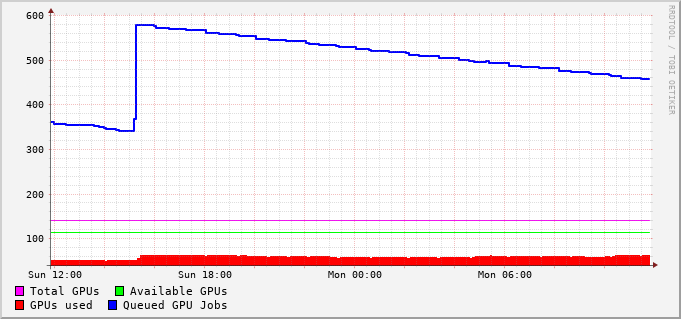 600
500
400
300
200
100
Sun 12:00 Sun 18:00 Mon 00:00 Mon 06:00
Total GPUs Available GPUs
GPUs used Queued GPU Jobs
RRDTOOL / TOBI OETIKER